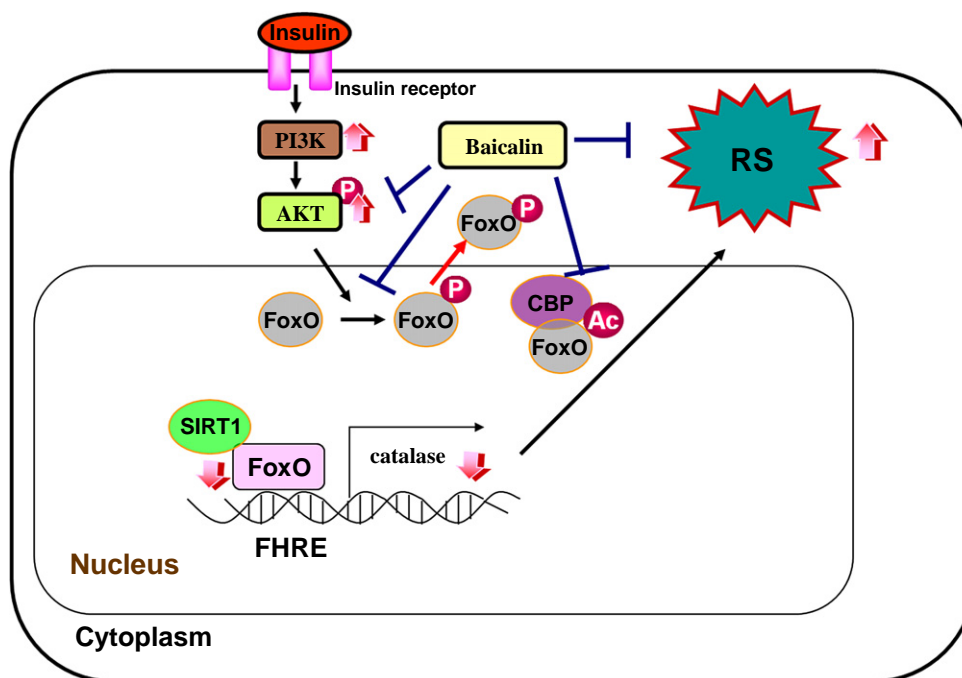 Insulin
Insulin receptor
PI3K
Baicalin
RS
P
AKT
FoxO
P
P
FoxO
FoxO
CBP
Ac
FoxO
SIRT1
FoxO
catalase
FHRE
Nucleus
Cytoplasm